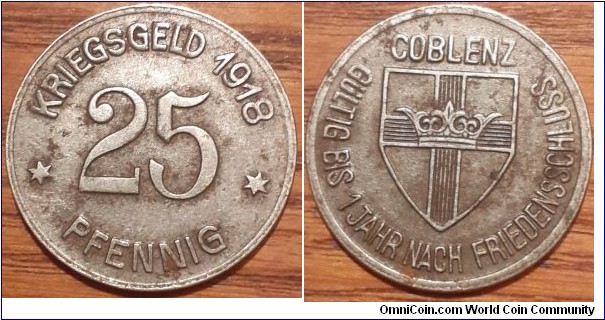 KRIEGSGELD 1918
25
PFENNIG
COBLENZ
GÜLTIG BIS 1 JAHR NACH FRIEDENSSCHLUSS
OmniCoin.com World Coin Community